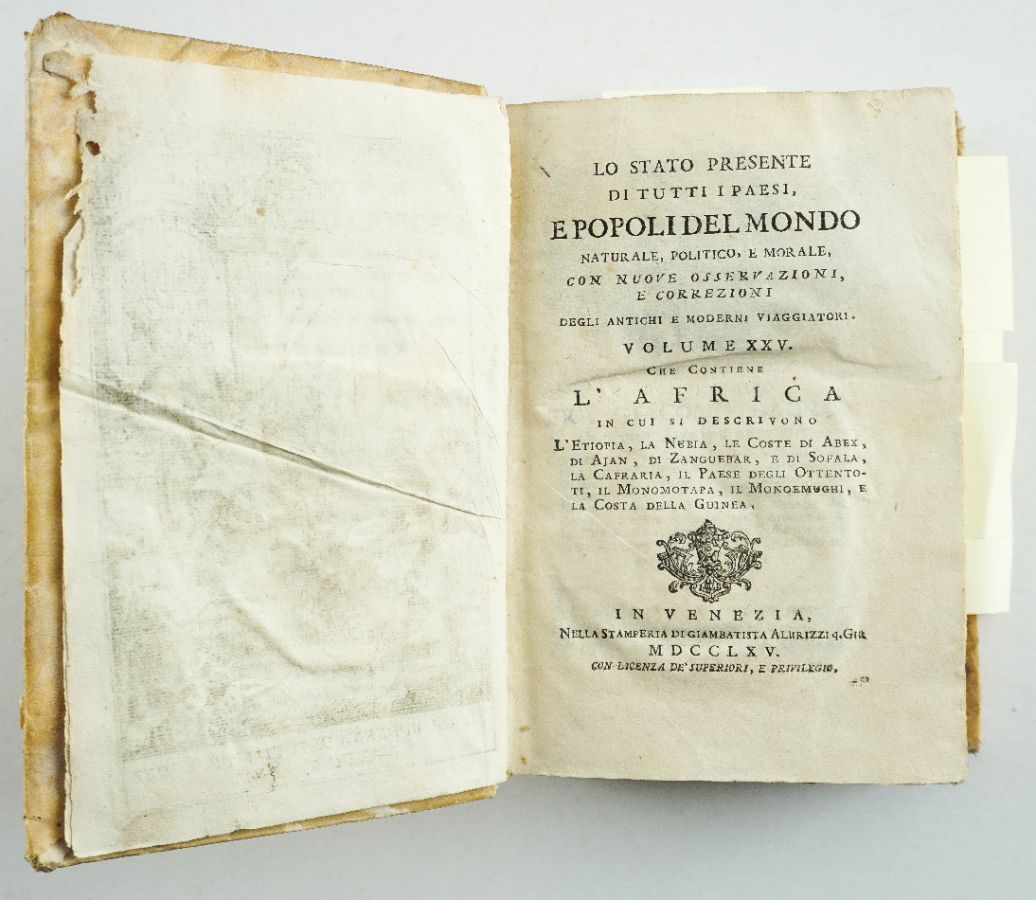 LO STATO PRESENTE
DI TUTTI I PAESI,
E POPOLI DEL MONDO
NATURALE, POLITICO, E MORALE,
CON NUOVE OSSERVAZIONI,
E CORREZIONI
DEGLI ANTICHI E MODERNI VIAGGIATORI.
VOLUME XXV.
CHE CONTIENE
L'AFRICA
IN CUI SI DESCRIVONO
L'ETIOPIA, LA NUBIA, LE COSTE DI ABEX,
DI AJAN, DI ZANGUEBAR, E DI SOFALA,
LA CAFRARIA, IL PAESE DEGLI OTTENTO-
TI, IL MONOMOTAPA, IL MONOEMUGHI, E
LA COSTA DELLA GUINEA,
IN VENEZIA,
NELLA STAMPERIA DI GIAMBATISTA ALBRIZZI q. GIR.
MDCCLXV.
CON LICENZA DE' SUPERIORI, E PRIVILEGIO.